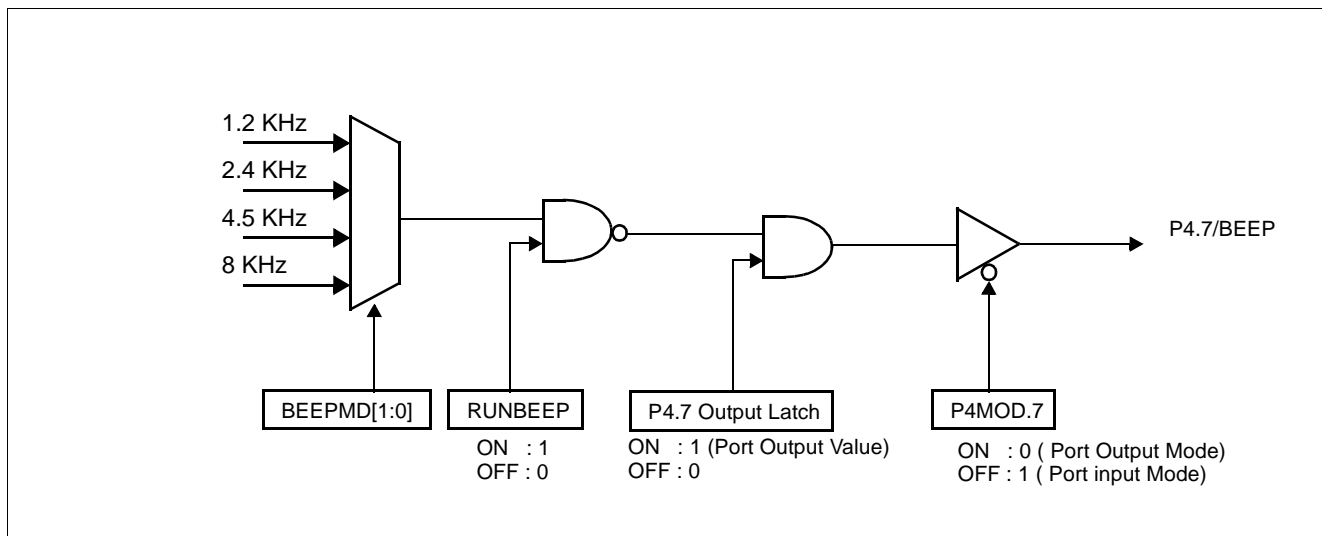 1.2 KHz
2.4 KHz
4.5 KHz
8 KHz
P4.7/BEEP
BEEPMD[1:0]
RUNBEEP
P4.7 Output Latch
P4MOD.7
ON : 1
OFF : 0
ON : 1 (Port Output Value)
OFF : 0
ON : 0 ( Port Output Mode)
OFF : 1 ( Port input Mode)